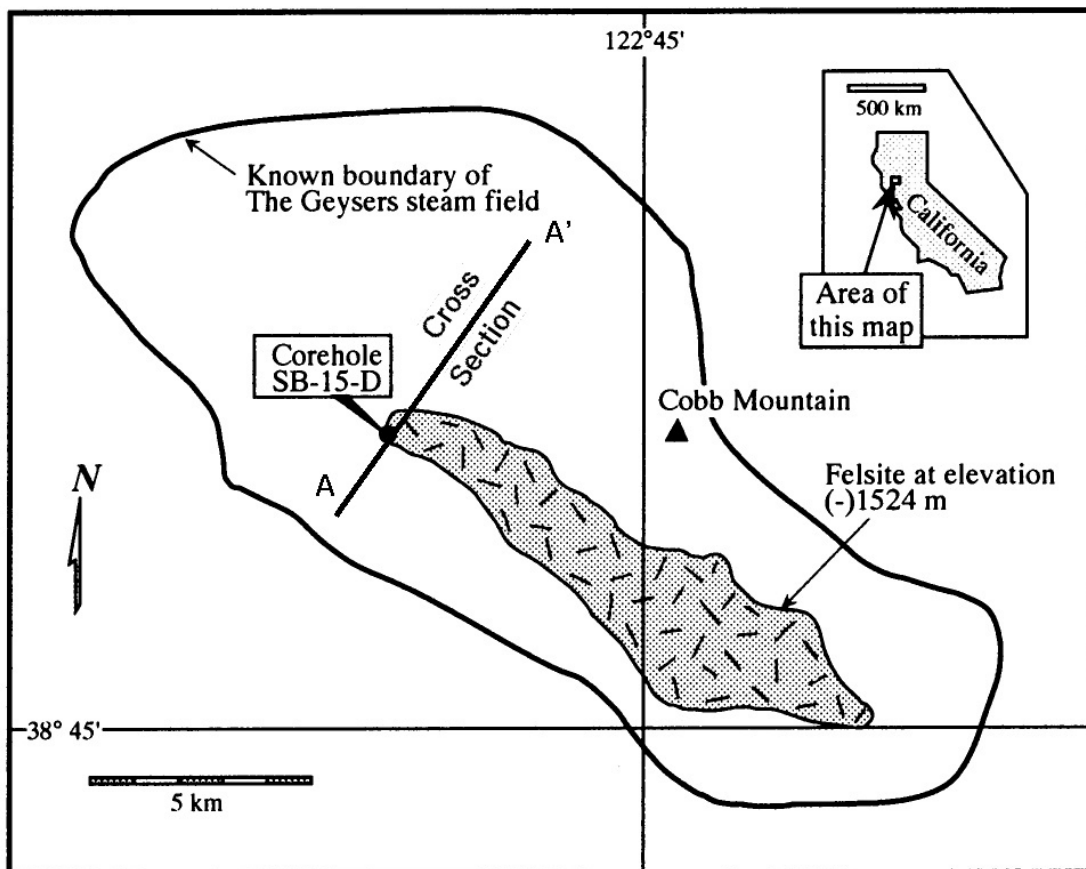 122°45'
500 km
California
Area of
this map
Known boundary of
The Geysers steam field
A'
Cross
Section
Corehole
SB-15-D
A
Cobb Mountain
N
Felsite at elevation
(-)1524 m
38° 45'
5 km